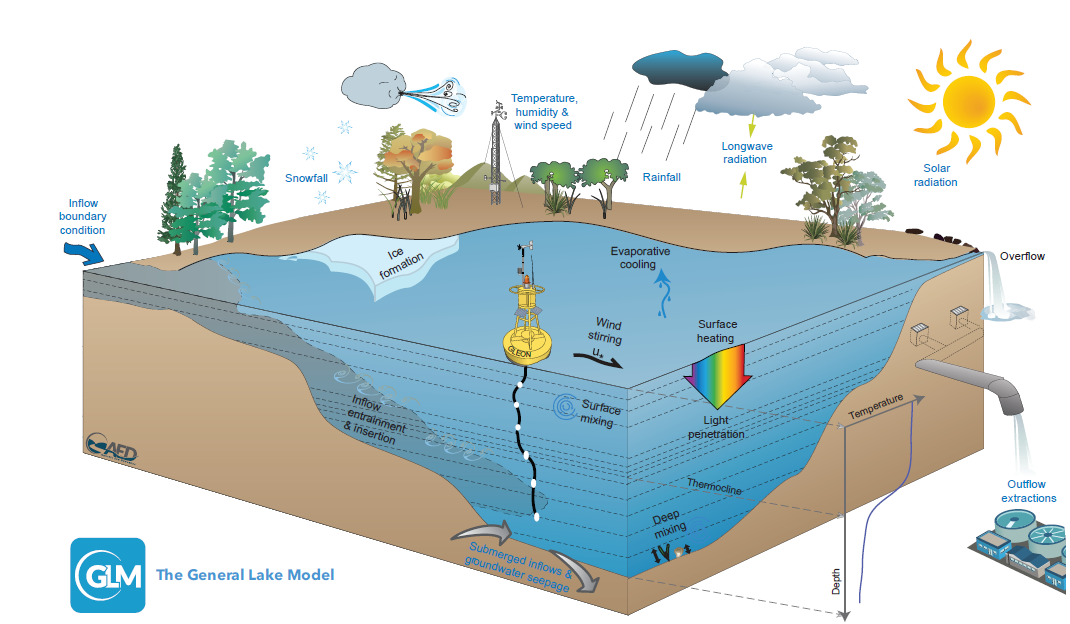 Temperature,
humidity &
wind speed
Longwave
radiation
Solar
radiation
Snowfall
Rainfall
Inflow
boundary
condition
Ice
formation
Evaporative
cooling
Overflow
GLEON
Wind
stirring
u*
Surface
heating
Surface
mixing
Light
penetration
Temperature
Inflow
entrainment
& insertion
AED
Thermocline
Outflow
extractions
Deep
mixing
Submerged inflows &
groundwater seepage
Depth
GLM
The General Lake Model